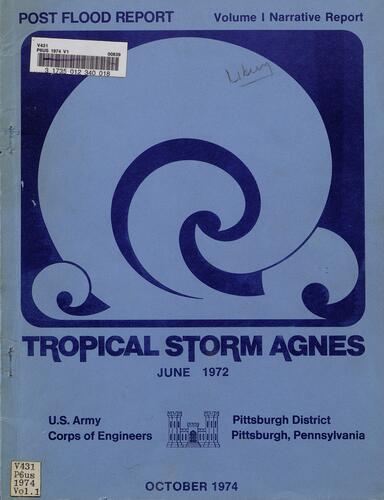 POST FLOOD REPORT
Volume I Narrative Report
V431
P6US 1974 V1
00839
3 1735 012 340 018
Library
TROPICAL STORM AGNES
JUNE 1972
U.S. Army
Corps of Engineers
Pittsburgh District
Pittsburgh, Pennsylvania
V431
P6us
1974
Vol.1
OCTOBER 1974